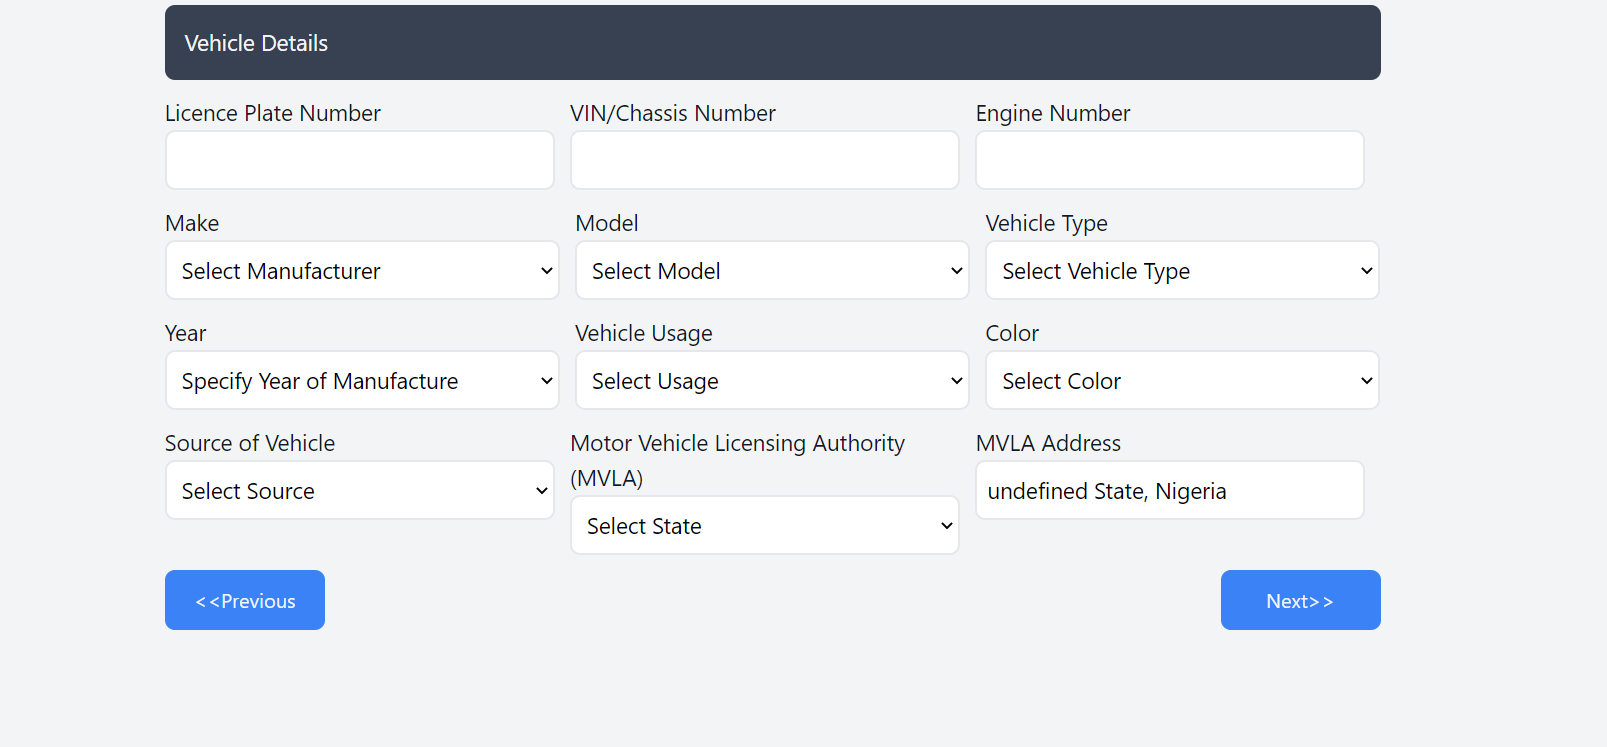 Vehicle Details
Licence Plate Number
VIN/Chassis Number
Engine Number
Make
Model
Vehicle Type
Select Manufacturer
Select Model
Select Vehicle Type
Year
Vehicle Usage
Color
Specify Year of Manufacture
Select Usage
Select Color
Source of Vehicle
Motor Vehicle Licensing Authority
(MVLA)
MVLA Address
Select Source
Select State
undefined State, Nigeria
<<Previous
Next>>